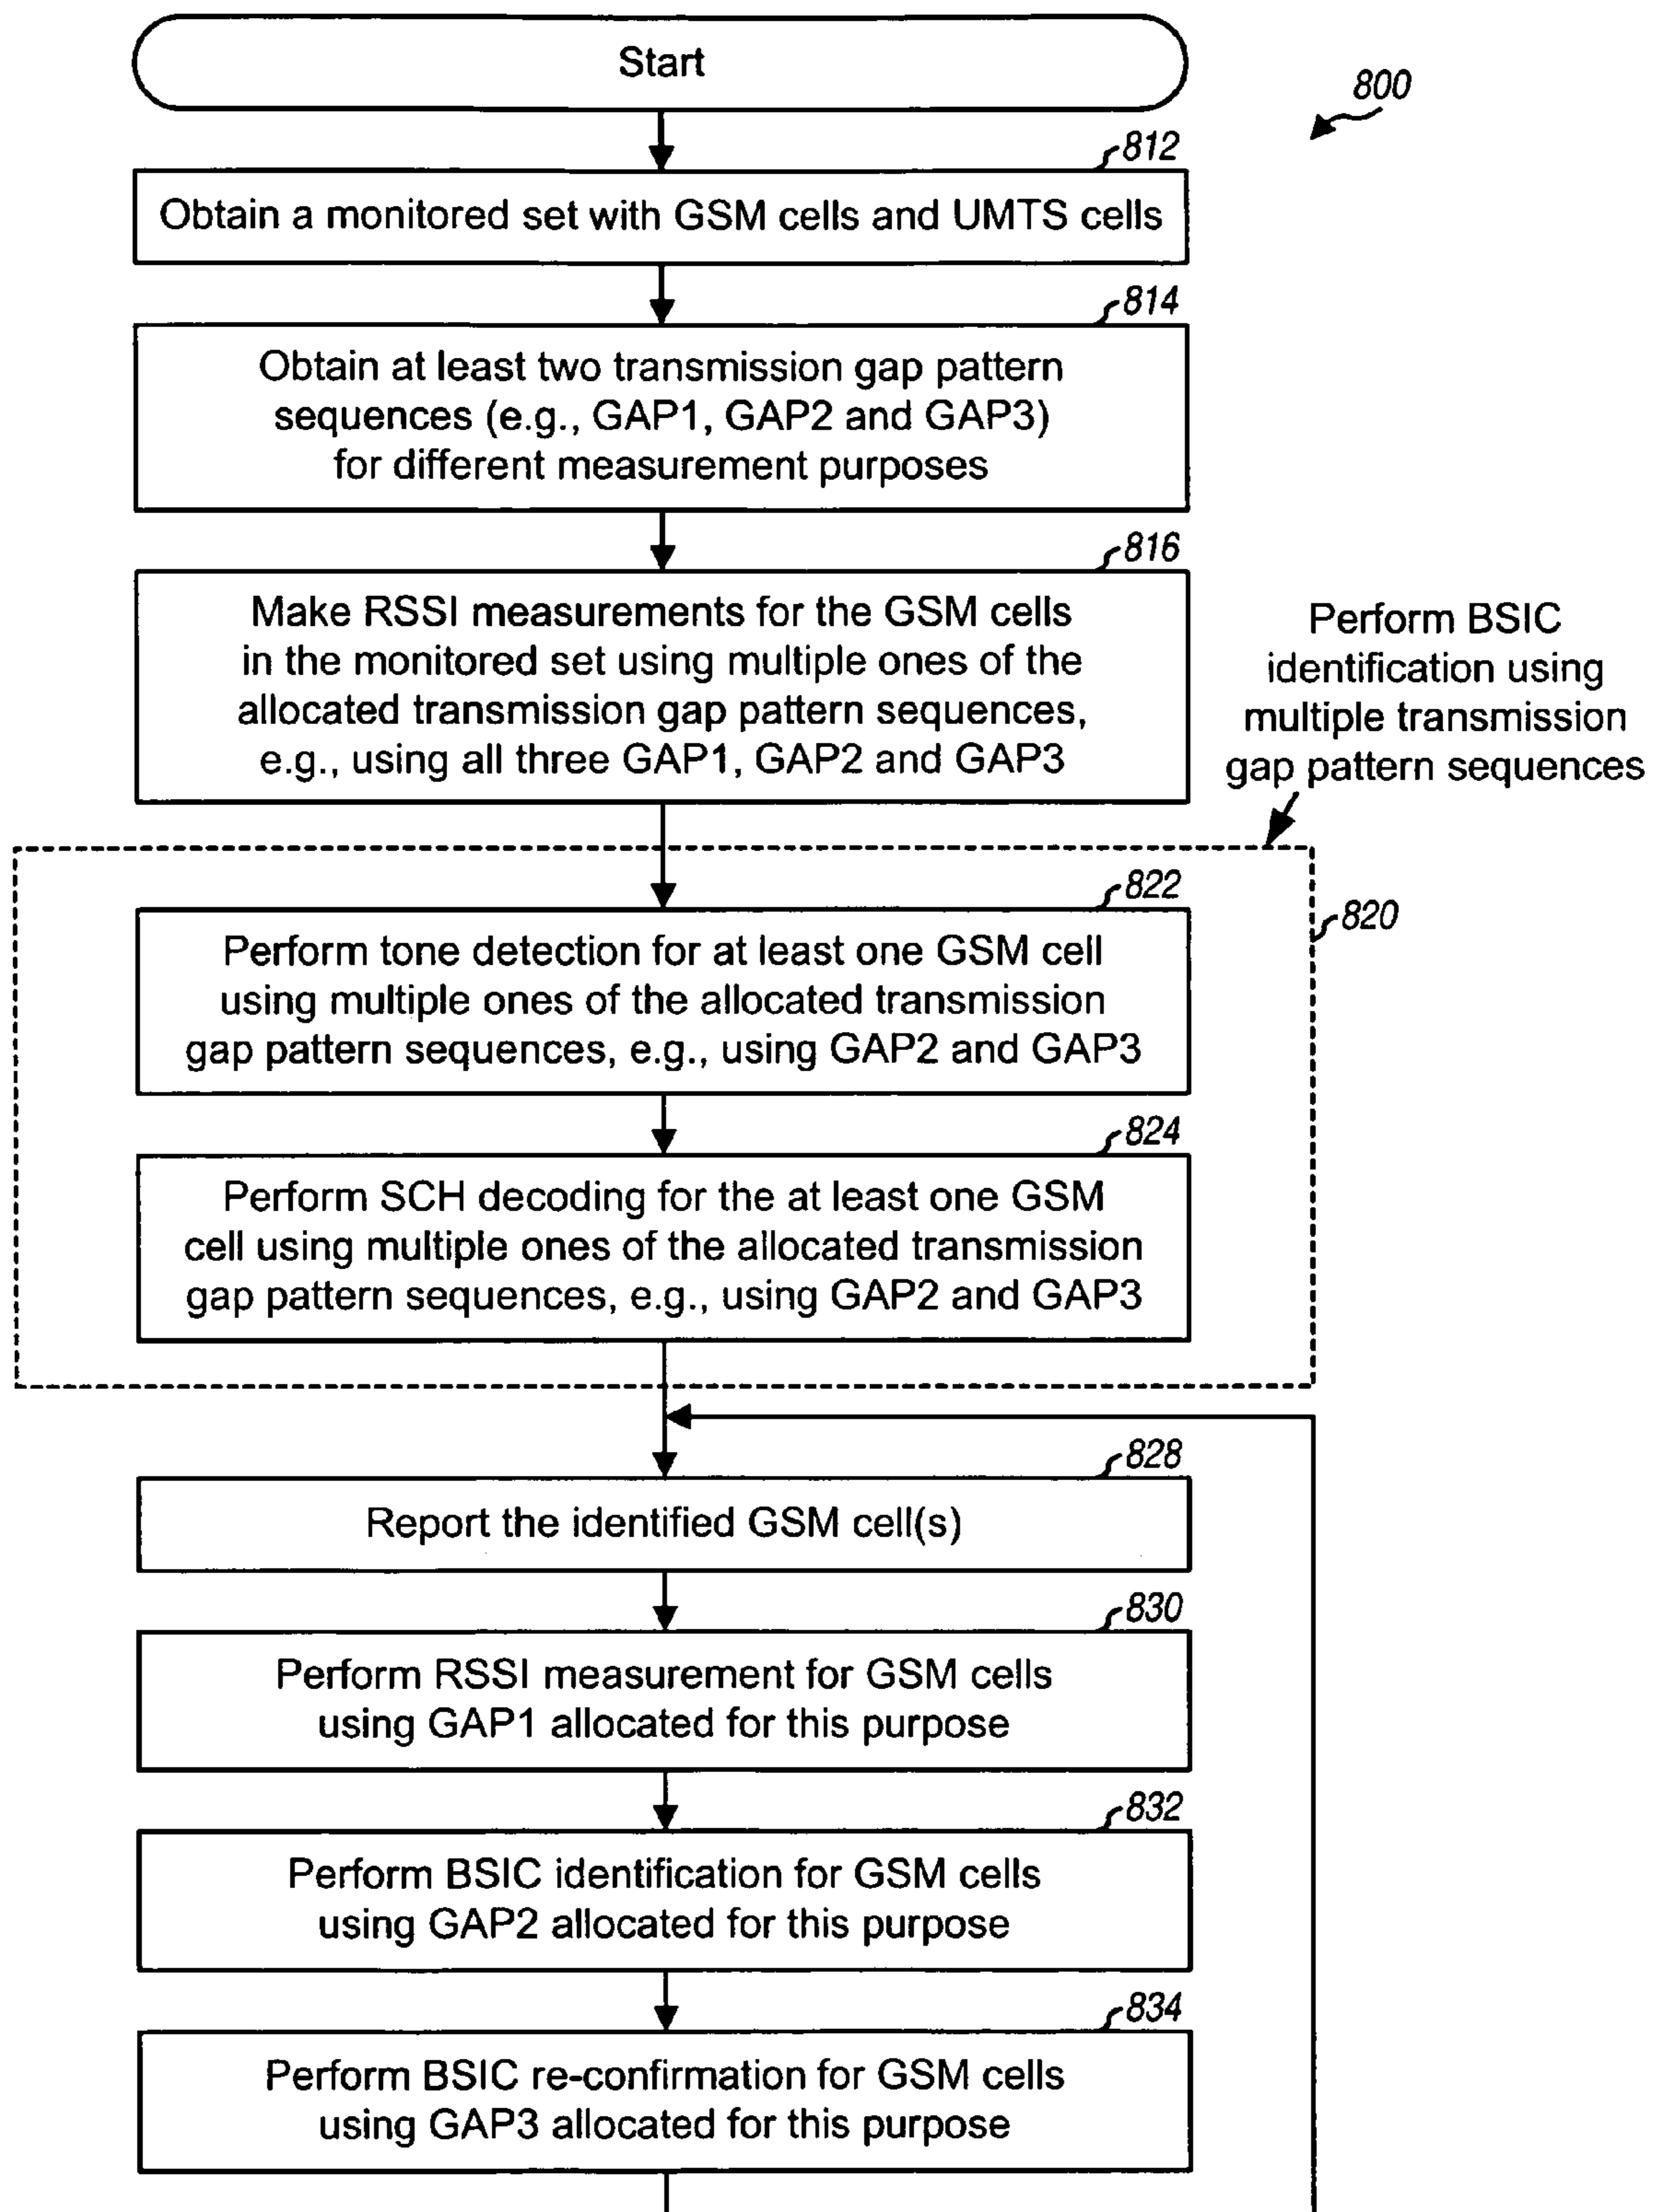 Start
800
812
Obtain a monitored set with GSM cells and UMTS cells
814
Obtain at least two transmission gap pattern
sequences (e.g., GAP1, GAP2 and GAP3)
for different measurement purposes
816
Make RSSI measurements for the GSM cells
in the monitored set using multiple ones of the
allocated transmission gap pattern sequences,
e.g., using all three GAP1, GAP2 and GAP3
Perform BSIC
identification using
multiple transmission
gap pattern sequences
820
822
Perform tone detection for at least one GSM cell
using multiple ones of the allocated transmission
gap pattern sequences, e.g., using GAP2 and GAP3
824
Perform SCH decoding for the at least one GSM
cell using multiple ones of the allocated transmission
gap pattern sequences, e.g., using GAP2 and GAP3
828
Report the identified GSM cell(s)
830
Perform RSSI measurement for GSM cells
using GAP1 allocated for this purpose
832
Perform BSIC identification for GSM cells
using GAP2 allocated for this purpose
834
Perform BSIC re-confirmation for GSM cells
using GAP3 allocated for this purpose